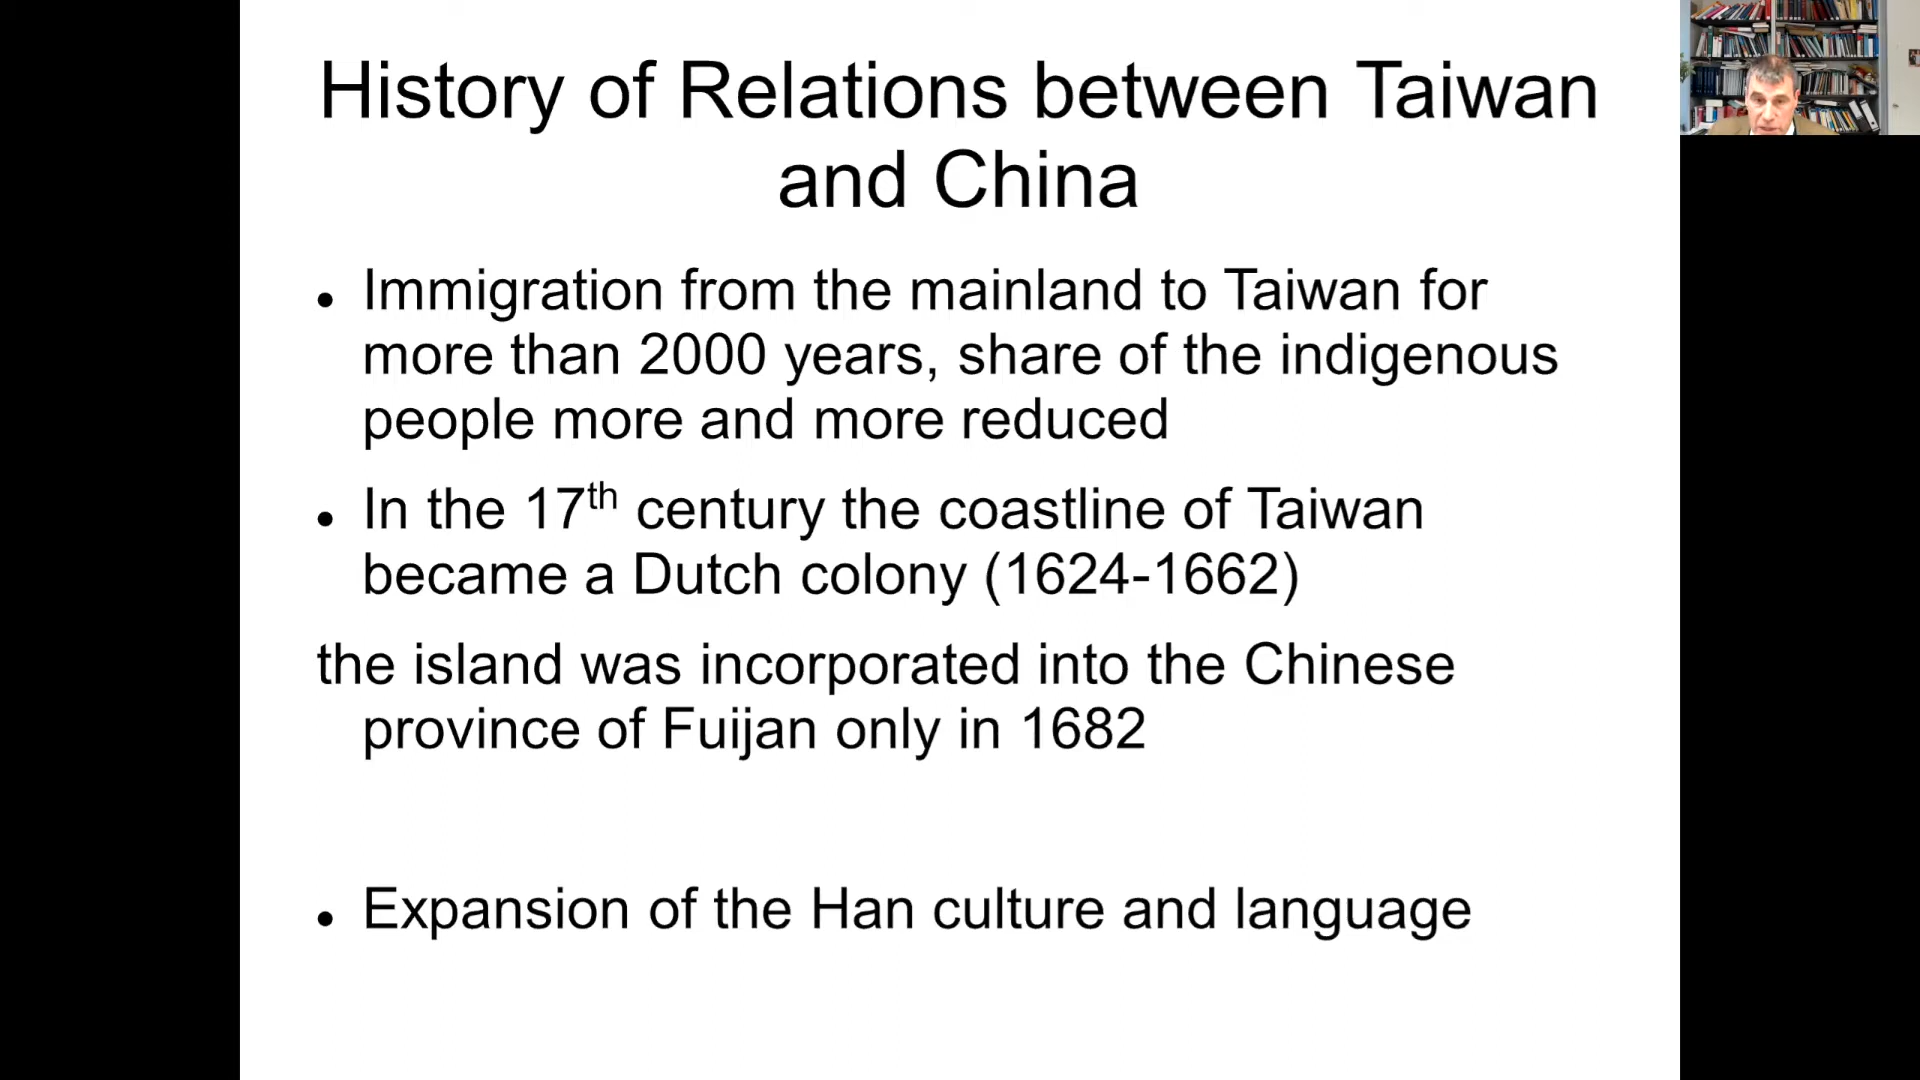 History of Relations between Taiwan
and China
• Immigration from the mainland to Taiwan for
more than 2000 years, share of the indigenous
people more and more reduced
• In the 17th century the coastline of Taiwan
became a Dutch colony (1624-1662)
the island was incorporated into the Chinese
province of Fuijan only in 1682
• Expansion of the Han culture and language